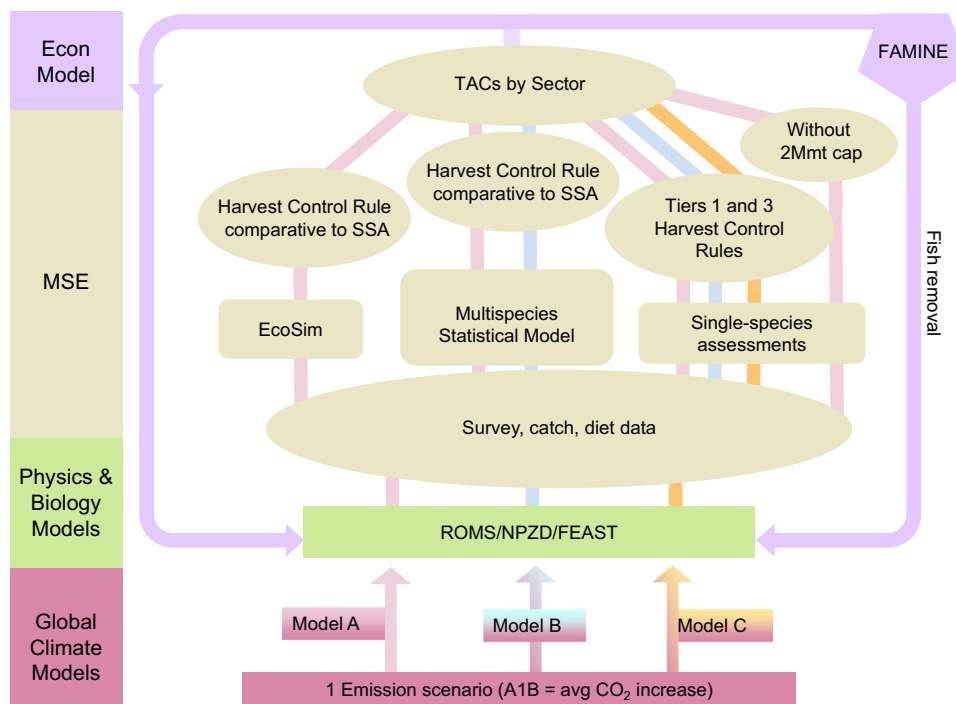 Econ
Model
FAMINE
TACs by Sector
Without
2Mmt cap
Harvest Control Rule
comparative to SSA
Harvest Control Rule
comparative to SSA
Tiers 1 and 3
Harvest Control
Rules
MSE
Fish removal
EcoSim
Multispecies
Statistical Model
Single-species
assessments
Survey, catch, diet data
Physics &
Biology
Models
ROMS/NPZD/FEAST
Global
Climate
Models
Model A
Model B
Model C
1 Emission scenario (A1B = avg CO₂ increase)